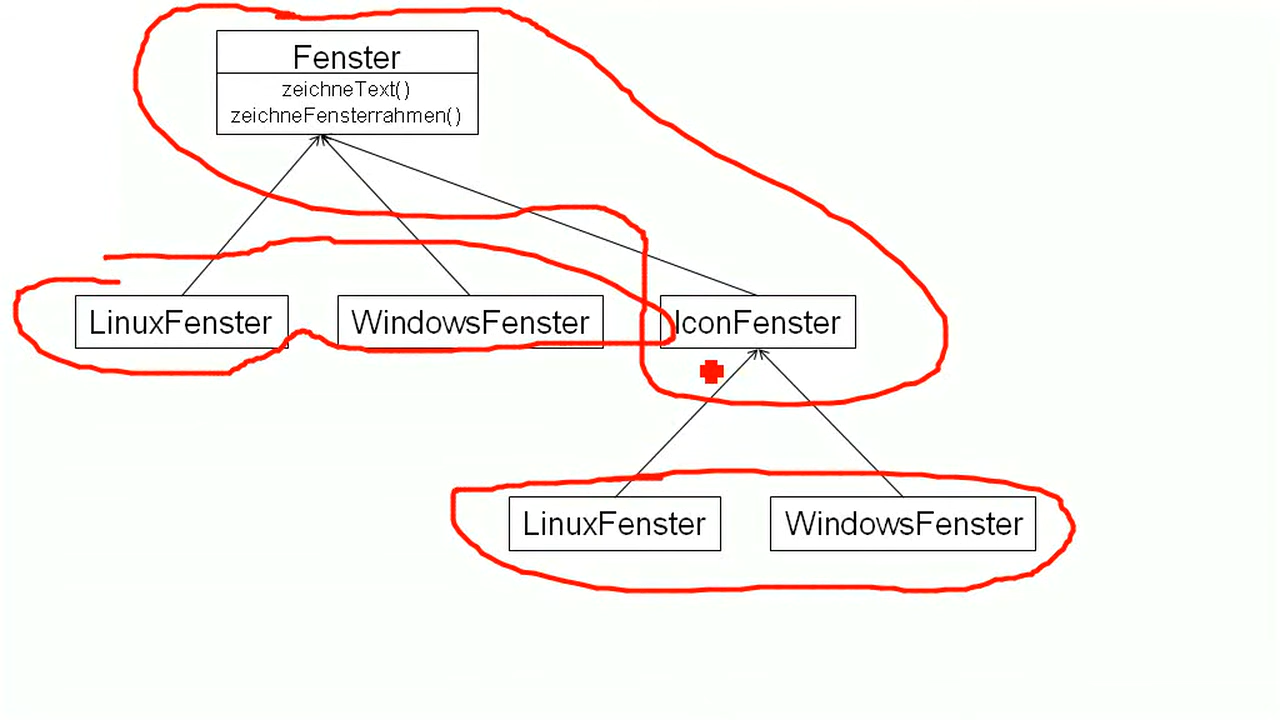 Fenster
zeichneText()
zeichneFensterrahmen()
LinuxFenster
WindowsFenster
IconFenster
LinuxFenster
WindowsFenster